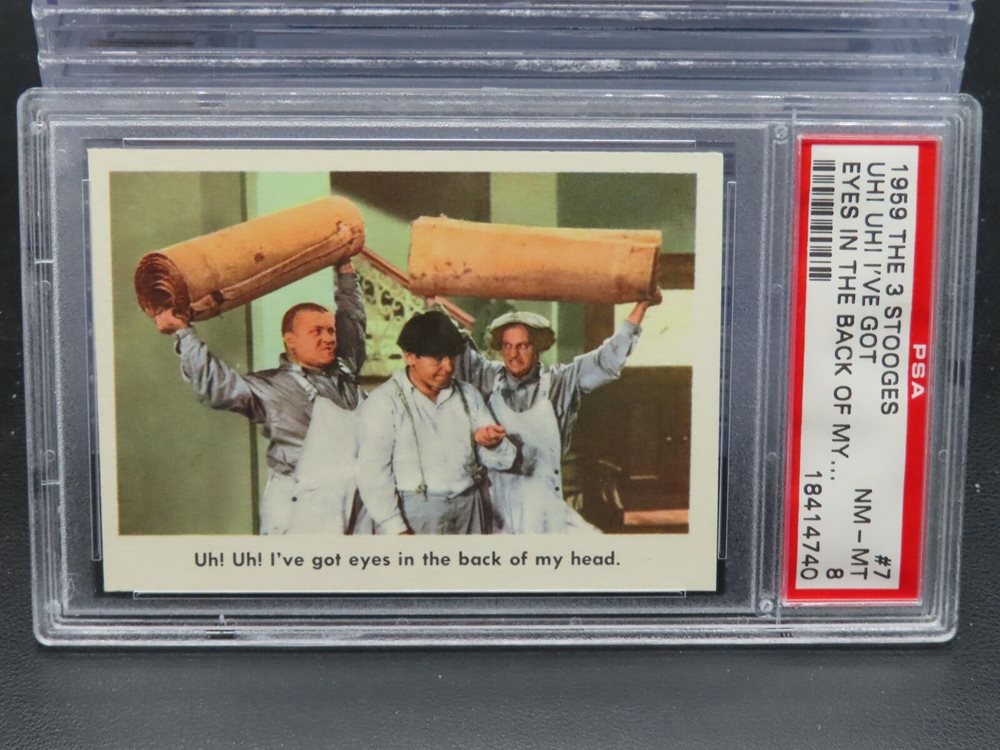 Uh! Uh! I've got eyes in the back of my head.
PSA
1959 THE 3 STOOGES #7
UH! UH! I'VE GOT NM - MT
EYES IN THE BACK OF MY... 8
18414740